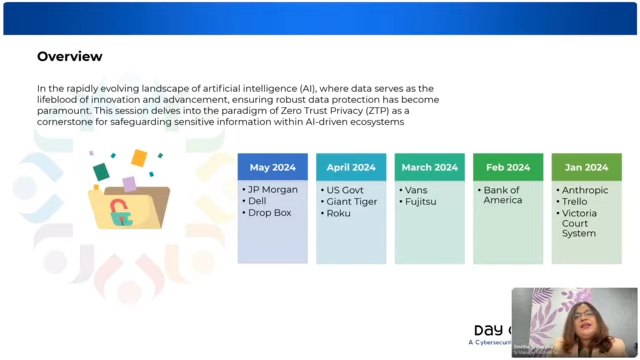 Overview
In the rapidly evolving landscape of artificial intelligence (AI), where data serves as the
lifeblood of innovation and advancement, ensuring robust data protection has become
paramount. This session delves into the paradigm of Zero Trust Privacy (ZTP) as a
cornerstone for safeguarding sensitive information within AI-driven ecosystems
May 2024
• JP Morgan
• Dell
• Drop Box
April 2024
• US Govt
• Giant Tiger
• Roku
March 2024
• Vans
• Fujitsu
Feb 2024
• Bank of
America
Jan 2024
• Anthropic
• Trello
• Victoria
Court
System
Day
A Cybersecurity